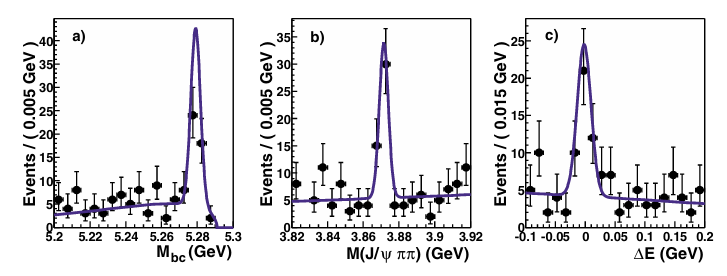 a)
Events / ( 0.005 GeV )
40
35
30
25
20
15
10
5
0
5.2 5.22 5.24 5.26 5.28 5.3
Mbc (GeV)
b)
Events / ( 0.005 GeV )
35
30
25
20
15
10
5
0
3.82 3.84 3.86 3.88 3.9 3.92
M(J/ψ ππ) (GeV)
c)
Events / ( 0.015 GeV )
25
20
15
10
5
0
-0.1 -0.05 0 0.05 0.1 0.15 0.2
ΔE (GeV)